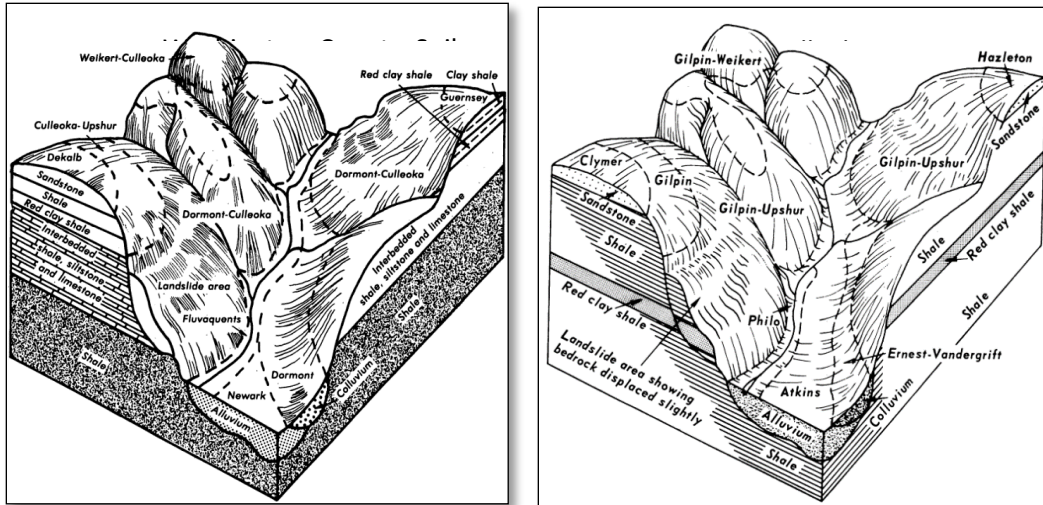 Weikert-Culleoka
Red clay shale
Clay shale
Guernsey
Culleoka-Upshur
Dekalb
Sandstone
Shale
Red clay shale
Interbedded
shale, siltstone
and limestone
Dormont-Culleoka
Dormont-Culleoka
Landslide area
Fluvaquents
Interbedded
shale, siltstone and limestone
Shale
Shale
Dormont
Newark
Colluvium
Alluvium
Gilpin-Weikert
Hazleton
Sandstone
Clymer
Gilpin
Gilpin-Upshur
Gilpin-Upshur
Sandstone
Shale
Red clay shale
Shale
Red clay shale
Shale
Philo
Landslide area showing
bedrock displaced slightly
Ernest-Vandergrift
Atkins
Colluvium
Alluvium
Shale